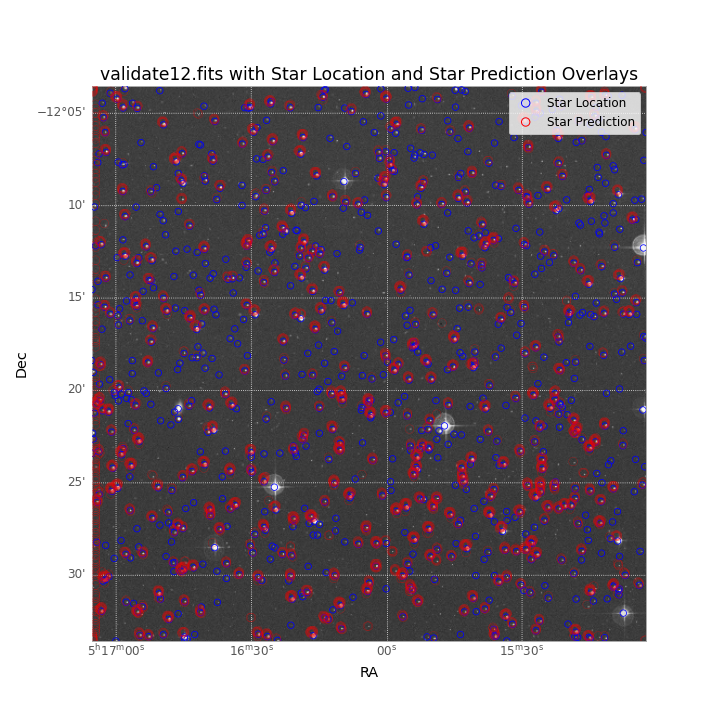 validate12.fits with Star Location and Star Prediction Overlays
Star Location
Star Prediction
−12°05'
10'
15'
20'
25'
30'
Dec
5ʰ17ᵐ00ˢ
16ᵐ30ˢ
00ˢ
15ᵐ30ˢ
RA